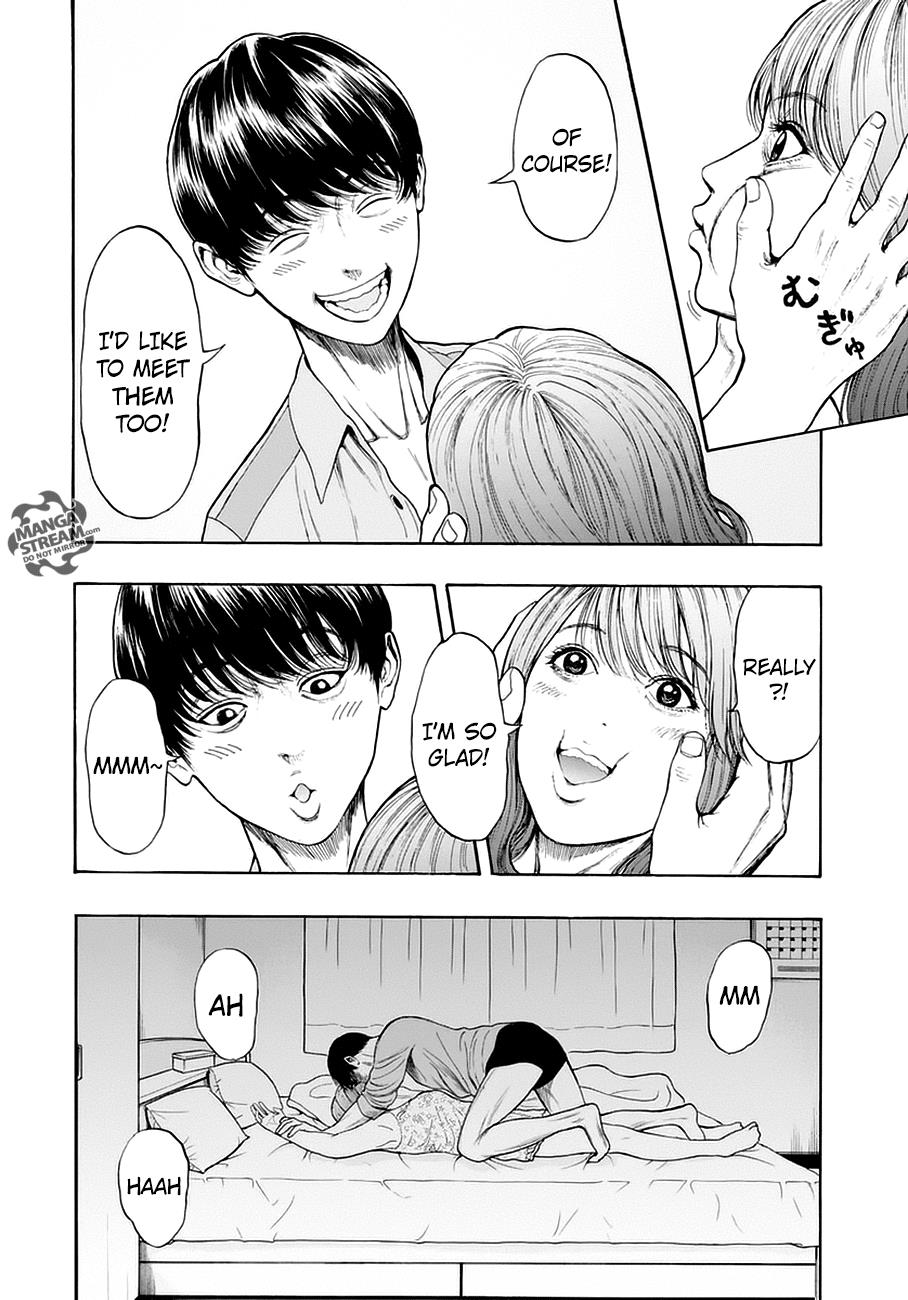 むぎゅ
OF
COURSE!
I'D LIKE
TO MEET
THEM
TOO!
MANGA
STREAM.com
DO NOT MIRROR
REALLY
?!
I'M SO
GLAD!
MMM~
MM
AH
HAAH